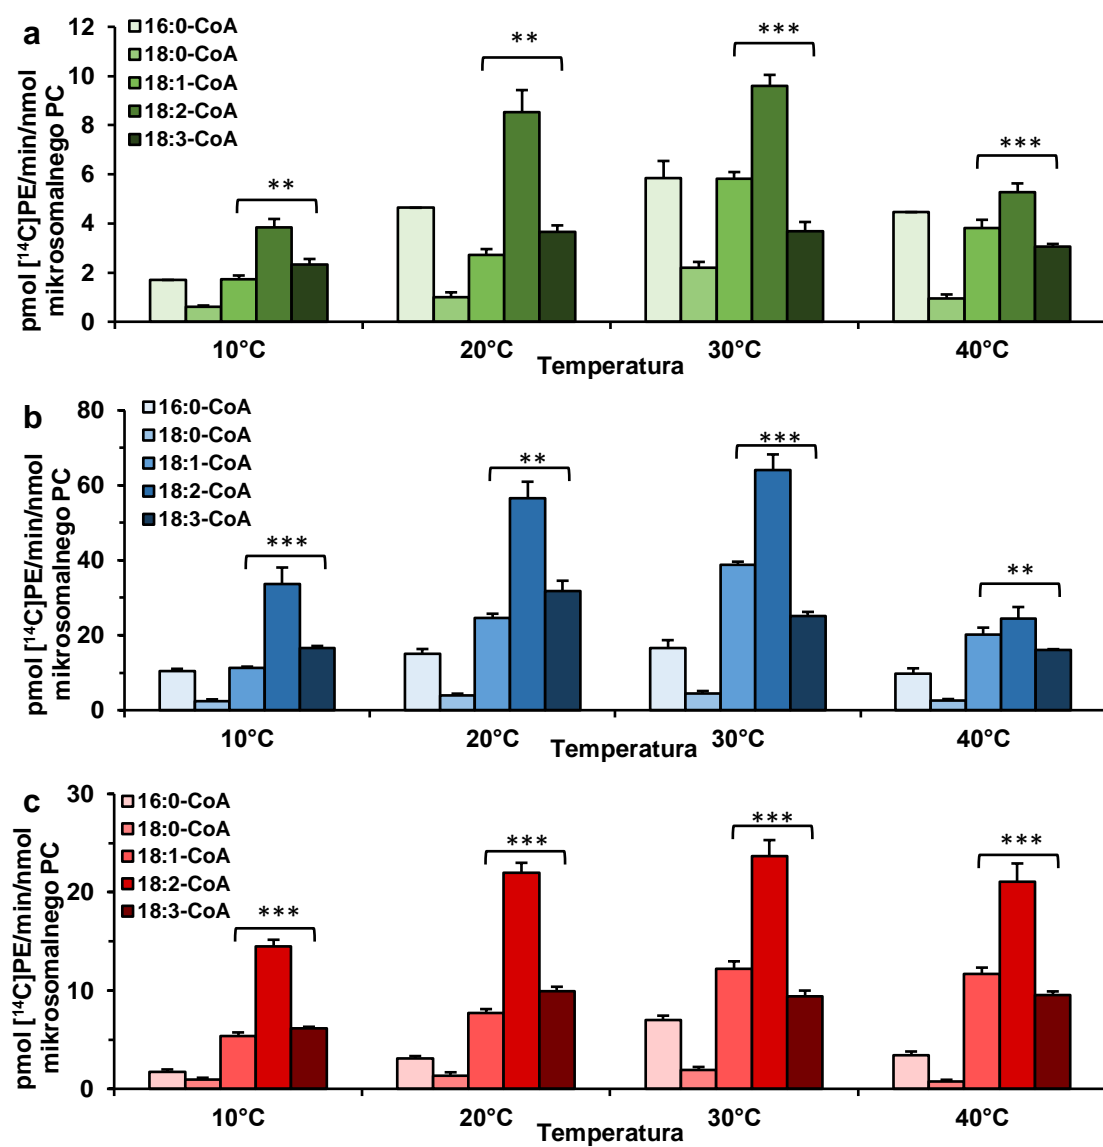 a
pmol [¹⁴C]PE/min/nmol
mikrosomalnego PC
16:0-CoA
18:0-CoA
18:1-CoA
18:2-CoA
18:3-CoA
12
10
8
6
4
2
0
**
**
***
***
10°C
20°C
30°C
40°C
Temperatura
b
pmol [¹⁴C]PE/min/nmol
mikrosomalnego PC
16:0-CoA
18:0-CoA
18:1-CoA
18:2-CoA
18:3-CoA
80
60
40
20
0
***
**
***
**
10°C
20°C
30°C
40°C
Temperatura
c
pmol [¹⁴C]PE/min/nmol
mikrosomalnego PC
16:0-CoA
18:0-CoA
18:1-CoA
18:2-CoA
18:3-CoA
30
20
10
0
***
***
***
***
10°C
20°C
30°C
40°C
Temperatura